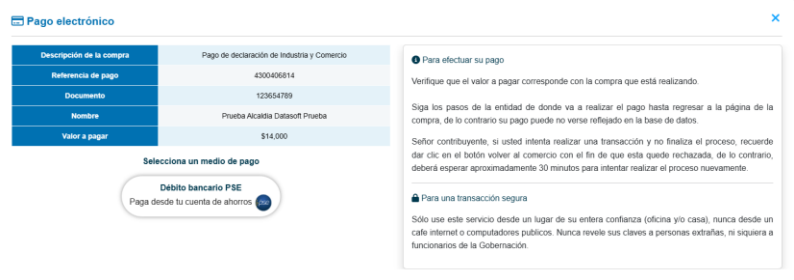 Pago electrónico
×
Descripción de la compra Pago de declaración de Industria y Comercio
Referencia de pago 4300406814
Documento 123654789
Nombre Prueba Alcaldia Datasoft Prueba
Valor a pagar $14,000
Selecciona un medio de pago
Débito bancario PSE
Paga desde tu cuenta de ahorros
Para efectuar su pago
Verifique que el valor a pagar corresponde con la compra que está realizando.
Siga los pasos de la entidad de donde va a realizar el pago hasta regresar a la página de la
compra, de lo contrario su pago puede no verse reflejado en la base de datos.
Señor contribuyente, si usted intenta realizar una transacción y no finaliza el proceso, recuerde
dar clic en el botón volver al comercio con el fin de que esta quede rechazada, de lo contrario,
deberá esperar aproximadamente 30 minutos para intentar realizar el proceso nuevamente.
Para una transacción segura
Sólo use este servicio desde un lugar de su entera confianza (oficina y/o casa), nunca desde un
cafe internet o computadores publicos. Nunca revele sus claves a personas extrañas, ni siquiera a
funcionarios de la Gobernación.